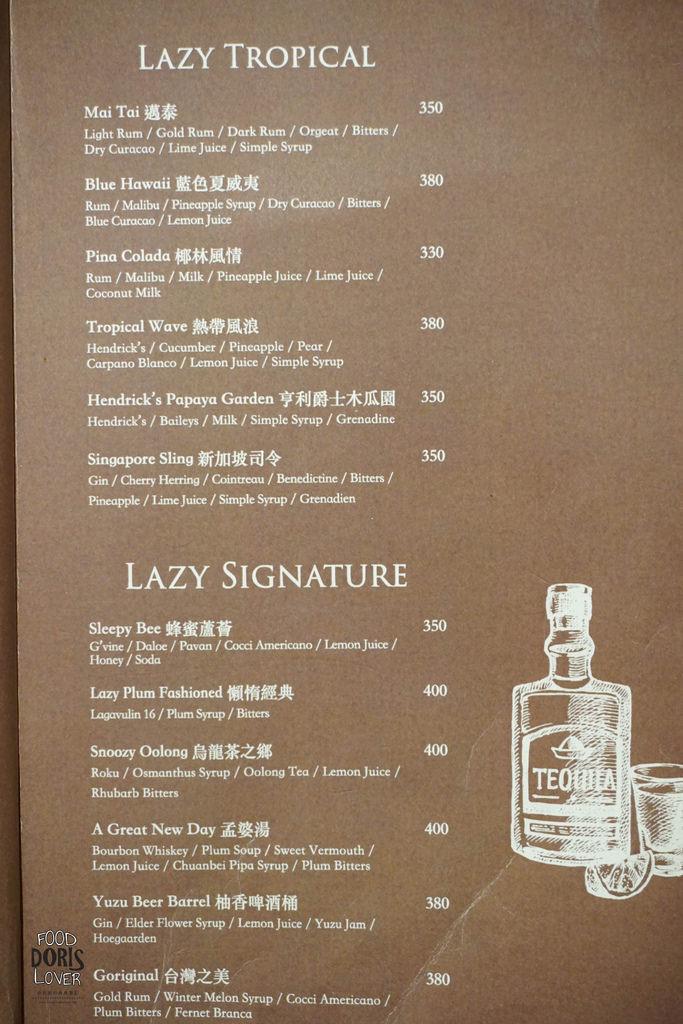 LAZY TROPICAL
Mai Tai 邁泰 350
Light Rum / Gold Rum / Dark Rum / Orgeat / Bitters /
Dry Curacao / Lime Juice / Simple Syrup
Blue Hawaii 藍色夏威夷 380
Rum / Malibu / Pineapple Syrup / Dry Curacao / Bitters /
Blue Curacao / Lemon Juice
Pina Colada 椰林風情 330
Rum / Malibu / Milk / Pineapple Juice / Lime Juice /
Coconut Milk
Tropical Wave 熱帶風浪 380
Hendrick's / Cucumber / Pineapple / Pear /
Carpano Blanco / Lemon Juice / Simple Syrup
Hendrick's Papaya Garden 亨利爵士木瓜園 350
Hendrick's / Baileys / Milk / Simple Syrup / Grenadine
Singapore Sling 新加坡司令 350
Gin / Cherry Herring / Cointreau / Benedictine / Bitters /
Pineapple / Lime Juice / Simple Syrup / Grenadien
LAZY SIGNATURE
Sleepy Bee 蜂蜜蘆薈 350
G'vine / Daloe / Pavan / Cocci Americano / Lemon Juice /
Honey / Soda
Lazy Plum Fashioned 懶惰經典 400
Lagavulin 16 / Plum Syrup / Bitters
Snoozy Oolong 烏龍茶之鄉 400
Roku / Osmanthus Syrup / Oolong Tea / Lemon Juice /
Rhubarb Bitters
A Great New Day 孟婆湯 400
Bourbon Whiskey / Plum Soup / Sweet Vermouth /
Lemon Juice / Chuanbei Pipa Syrup / Plum Bitters
Yuzu Beer Barrel 柚香啤酒桶 380
Gin / Elder Flower Syrup / Lemon Juice / Yuzu Jam /
Hoegaarden
Goriginal 台灣之美 380
Gold Rum / Winter Melon Syrup / Cocci Americano /
Plum Bitters / Fernet Branca
TEQUILA
FOOD
DORIS
LOVER